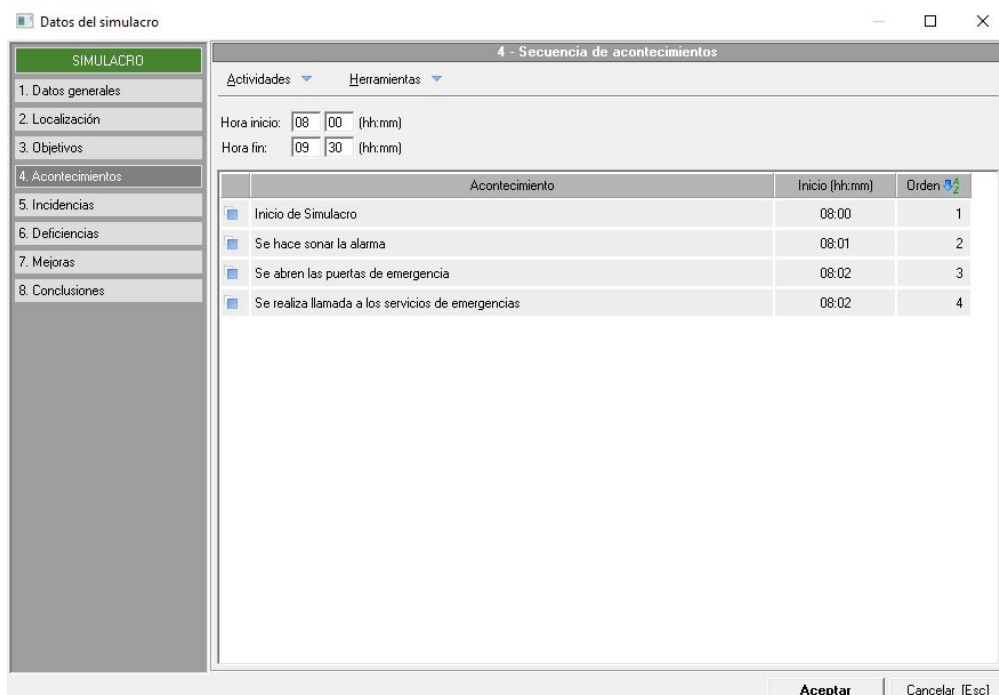 Datos del simulacro
SIMULACRO
1. Datos generales
2. Localización
3. Objetivos
4. Acontecimientos
5. Incidencias
6. Deficiencias
7. Mejoras
8. Conclusiones
4 - Secuencia de acontecimientos
Actividades Herramientas
Hora inicio: 08 00 (hh:mm)
Hora fin: 09 30 (hh:mm)
Acontecimiento Inicio (hh:mm) Orden
Inicio de Simulacro 08:00 1
Se hace sonar la alarma 08:01 2
Se abren las puertas de emergencia 08:02 3
Se realiza llamada a los servicios de emergencias 08:02 4
Aceptar Cancelar [Esc]